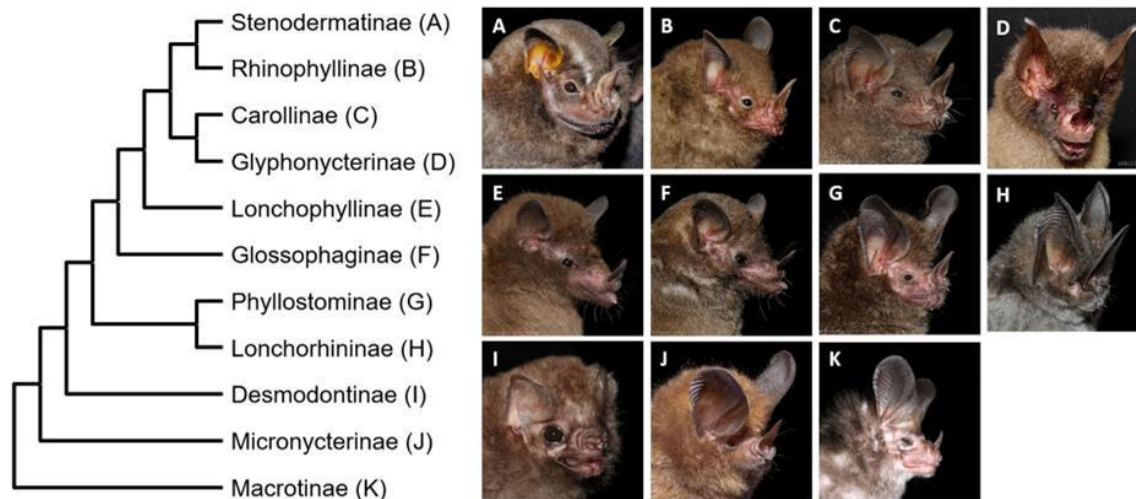 Stenodermatinae (A)
Rhinophyllinae (B)
Carollinae (C)
Glyphonycterinae (D)
Lonchophyllinae (E)
Glossophaginae (F)
Phyllostominae (G)
Lonchorhininae (H)
Desmodontinae (I)
Micronycterinae (J)
Macrotinae (K)
A
B
C
D
E
F
G
H
I
J
K